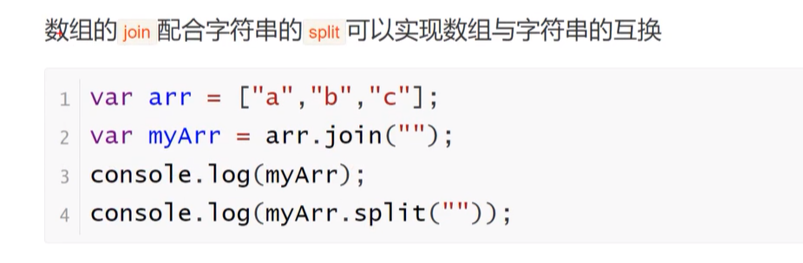 数组的 join 配合字符串的 split 可以实现数组与字符串的互换
1 var arr = ["a","b","c"];
2 var myArr = arr.join("");
3 console.log(myArr);
4 console.log(myArr.split(""));